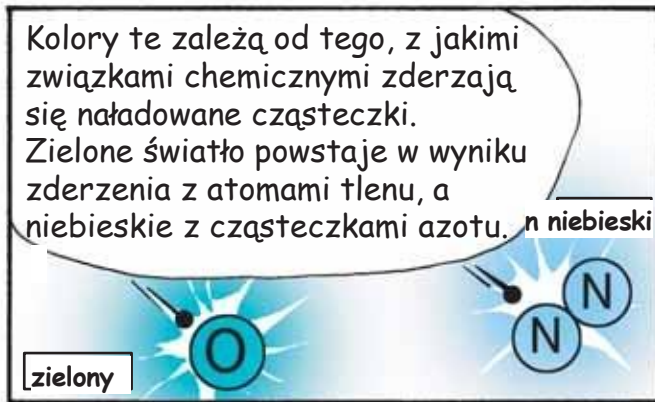 Kolory te zależą od tego, z jakimi
związkami chemicznymi zderzają
się naładowane cząsteczki.
Zielone światło powstaje w wyniku
zderzenia z atomami tlenu, a
niebieskie z cząsteczkami azotu.
n niebieski
N
N
O
zielony